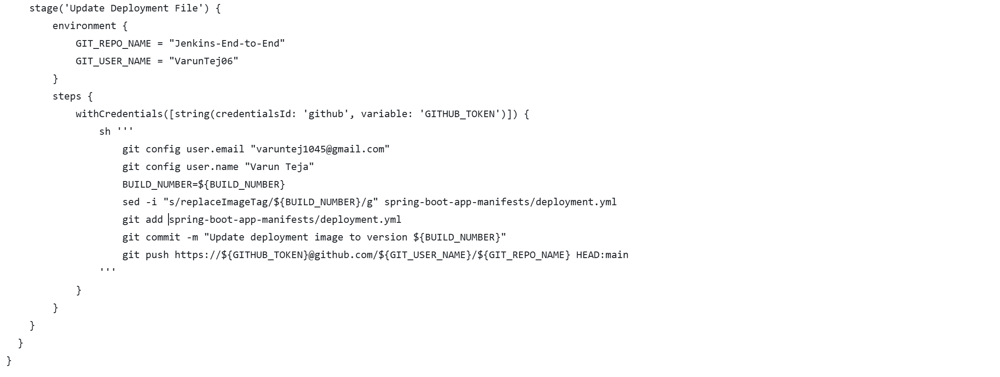 stage('Update Deployment File') {
environment {
GIT_REPO_NAME = "Jenkins-End-to-End"
GIT_USER_NAME = "VarunTej06"
}
steps {
withCredentials([string(credentialsId: 'github', variable: 'GITHUB_TOKEN')]) {
sh '''
git config user.email "varuntej1045@gmail.com"
git config user.name "Varun Teja"
BUILD_NUMBER=${BUILD_NUMBER}
sed -i "s/replaceImageTag/${BUILD_NUMBER}/g" spring-boot-app-manifests/deployment.yml
git add spring-boot-app-manifests/deployment.yml
git commit -m "Update deployment image to version ${BUILD_NUMBER}"
git push https://${GITHUB_TOKEN}@github.com/${GIT_USER_NAME}/${GIT_REPO_NAME} HEAD:main
'''
}
}
}
}
}